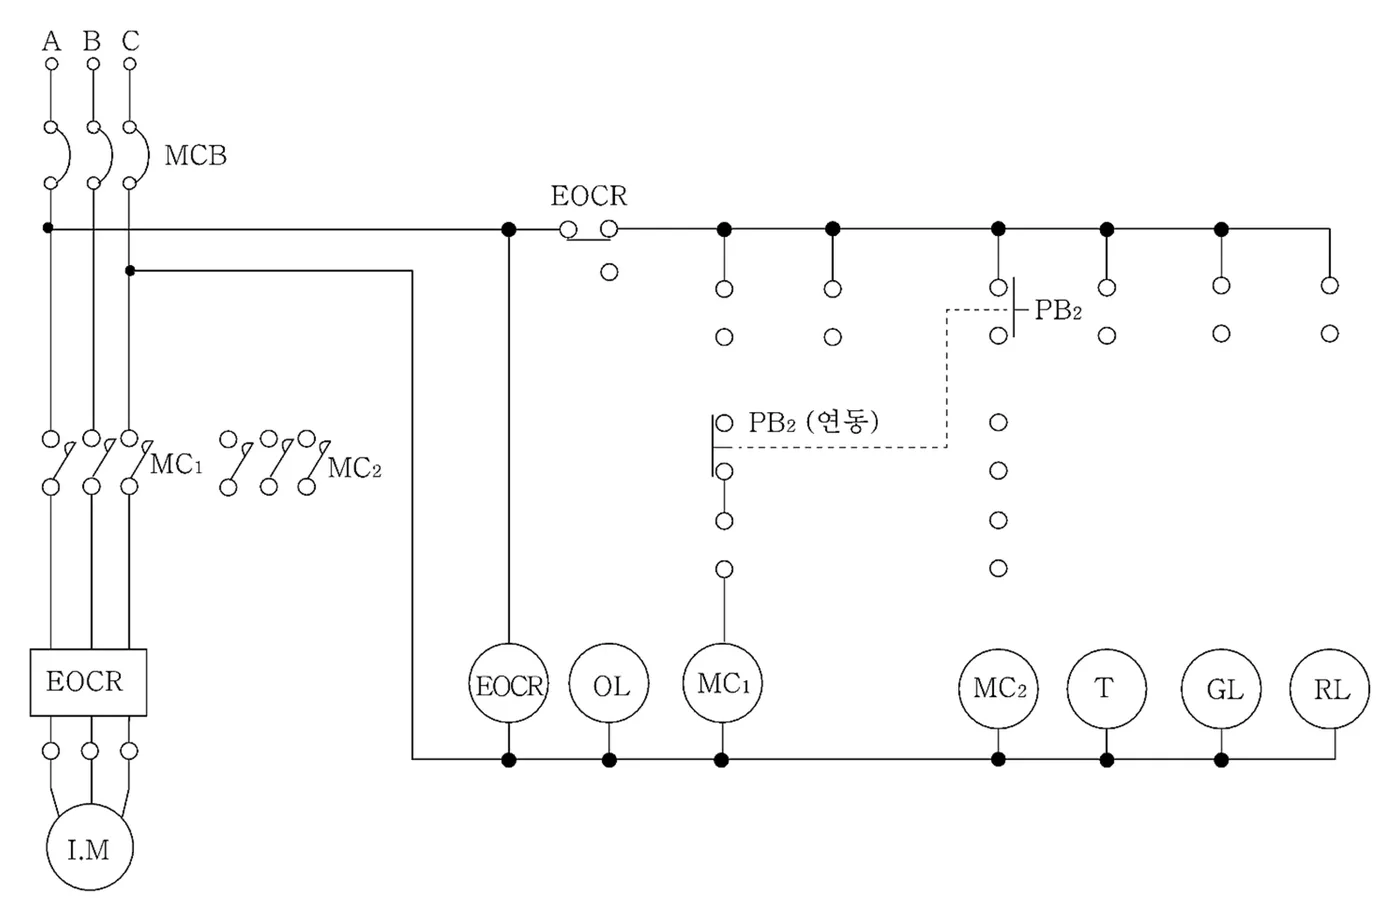 A B C
MCB
EOCR
PB₂
PB₂ (연동)
MC₁
MC₂
EOCR
EOCR
OL
MC₁
MC₂
T
GL
RL
I.M